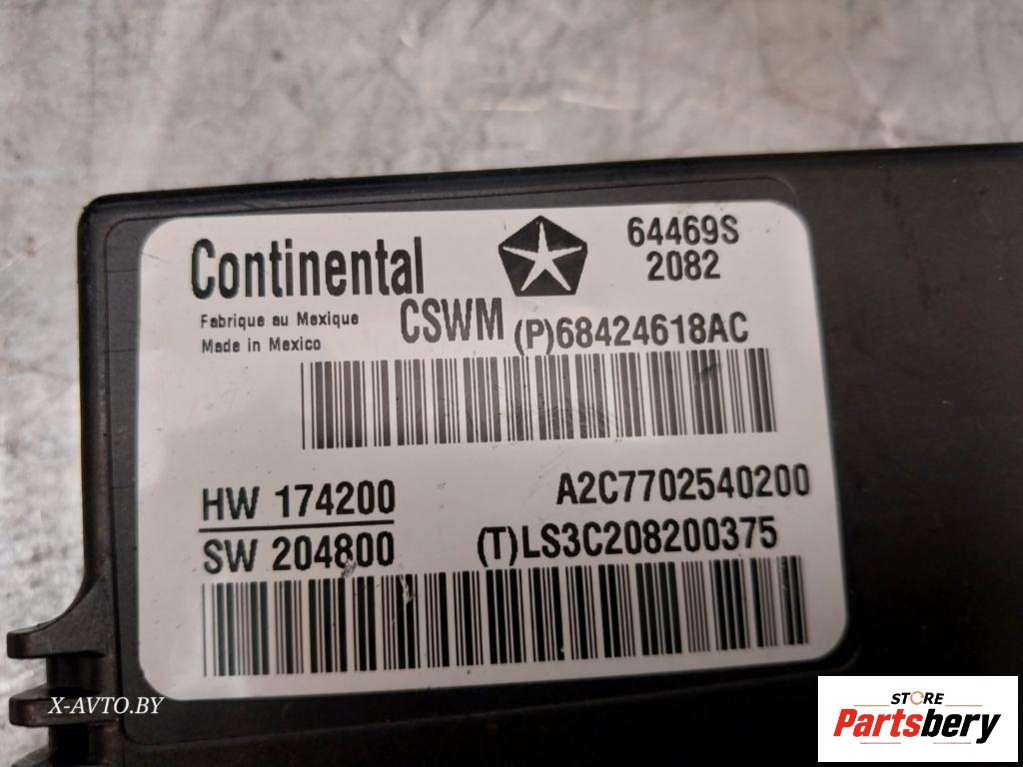 Continental
64469S
2082
Fabrique au Mexique
Made in Mexico
CSWM (P)68424618AC
HW 174200
A2C7702540200
SW 204800
(T)LS3C208200375
X-AVTO.BY
STORE
Partsbery